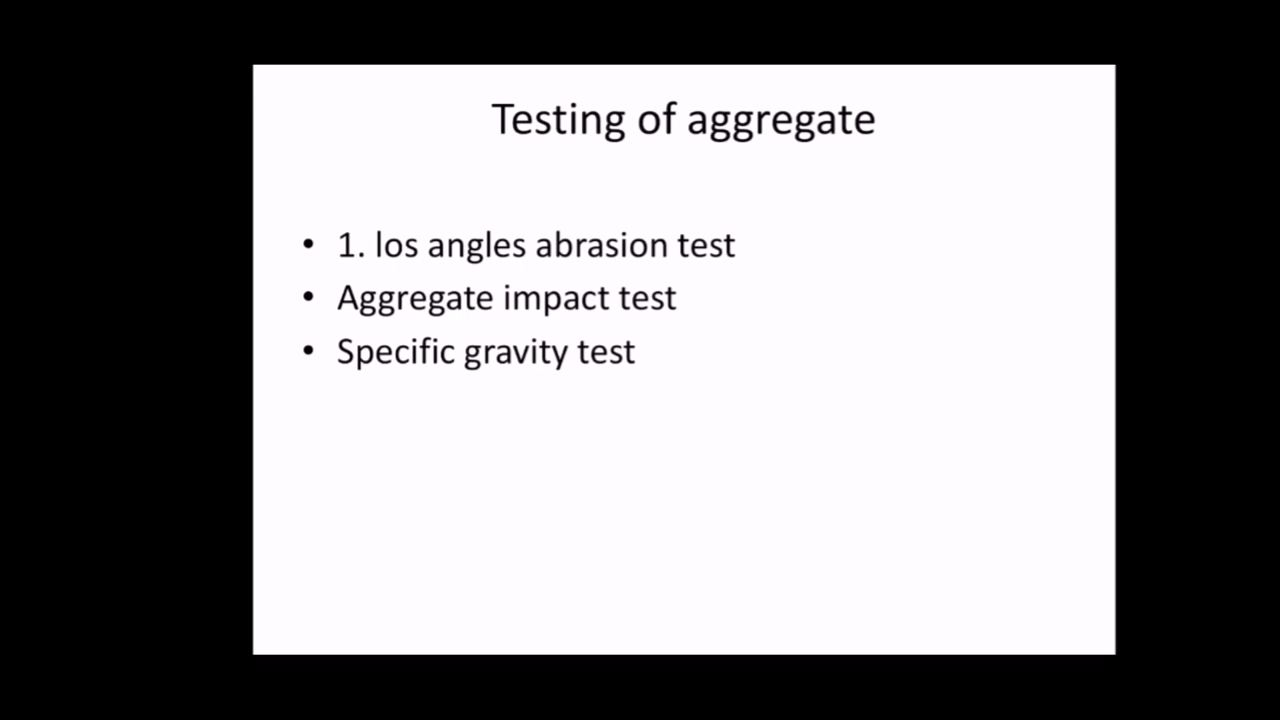 Testing of aggregate
• 1. los angles abrasion test
• Aggregate impact test
• Specific gravity test